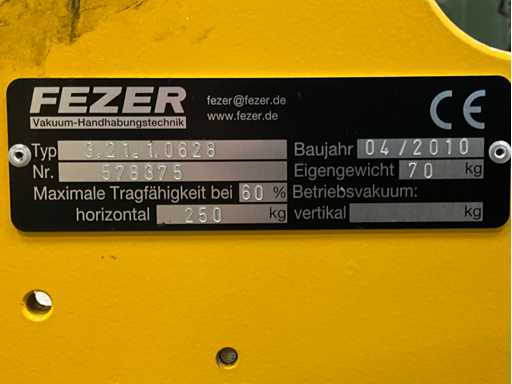 FEZER
Vakuum-Handhabungstechnik
fezer@fezer.de
www.fezer.de
CE
Typ 3.21.1.0628 Baujahr 04/2010
Nr. 578375 Eigengewicht 70 kg
Maximale Tragfähigkeit bei 60 % Betriebsvakuum:
horizontal 250 kg vertikal kg